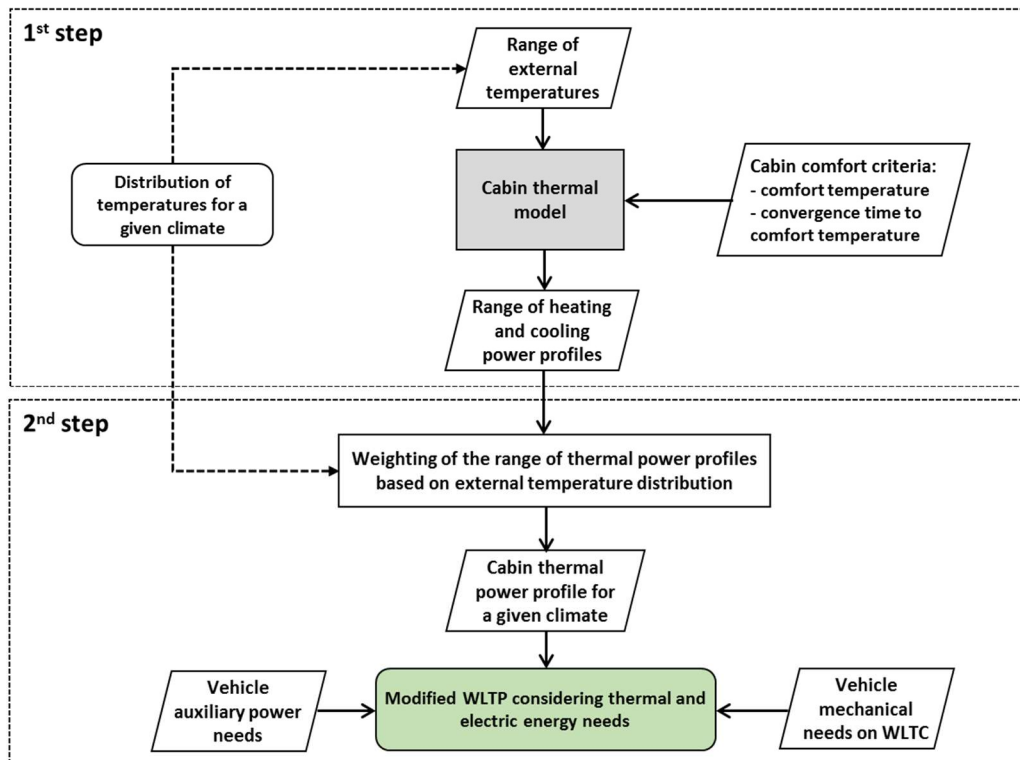 1st step
Range of
external
temperatures
Distribution of
temperatures for a
given climate
Cabin thermal
model
Cabin comfort criteria:
- comfort temperature
- convergence time to
comfort temperature
Range of heating
and cooling
power profiles
2nd step
Weighting of the range of thermal power profiles
based on external temperature distribution
Cabin thermal
power profile for
a given climate
Vehicle
auxiliary power
needs
Modified WLTP considering thermal and
electric energy needs
Vehicle
mechanical
needs on WLTC